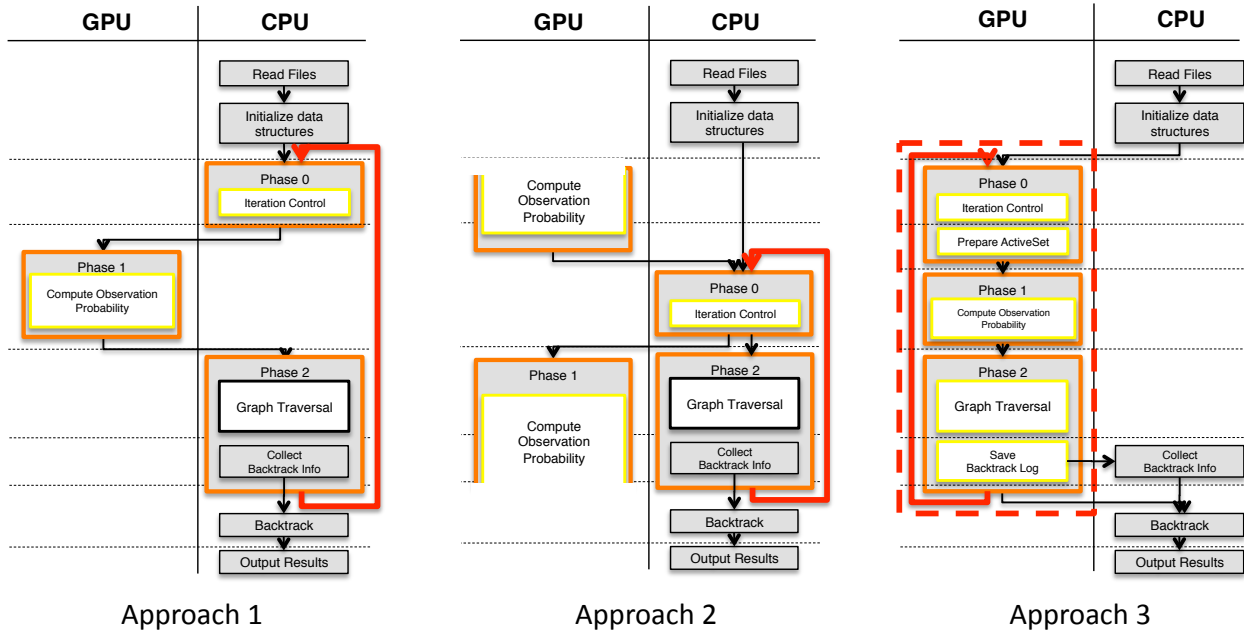 GPU
CPU
Read Files
Initialize data
structures
Phase 0
Iteration Control
Phase 1
Compute Observation
Probability
Phase 2
Graph Traversal
Collect
Backtrack Info
Backtrack
Output Results
Approach 1
GPU
CPU
Read Files
Initialize data
structures
Compute
Observation
Probability
Phase 0
Iteration Control
Phase 1
Compute
Observation
Probability
Phase 2
Graph Traversal
Collect
Backtrack Info
Backtrack
Output Results
Approach 2
GPU
CPU
Read Files
Initialize data
structures
Phase 0
Iteration Control
Prepare ActiveSet
Phase 1
Compute Observation
Probability
Phase 2
Graph Traversal
Save
Backtrack Log
Collect
Backtrack Info
Backtrack
Output Results
Approach 3